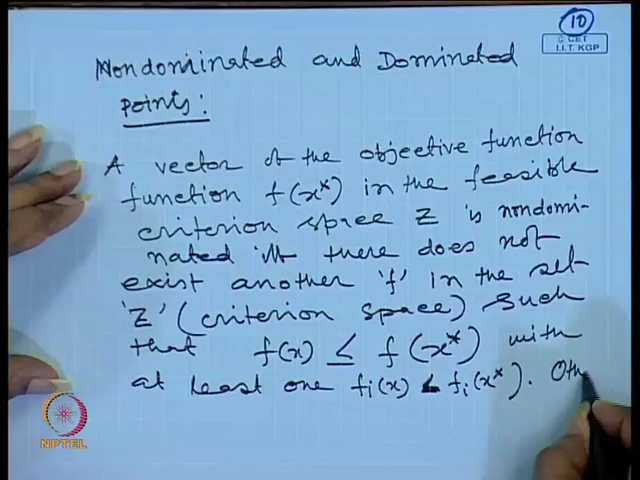 10
© CET
I.I.T. KGP
Nondominated and Dominated
points:
A vector of the objective function
function f(x*) in the feasible
criterion space Z is nondomi-
nated iff there does not
exist another 'f' in the set
'Z' (criterion space) such
that f(x) ≤ f(x*) with
at least one fi(x) < fi(x*). Oth
NPTEL